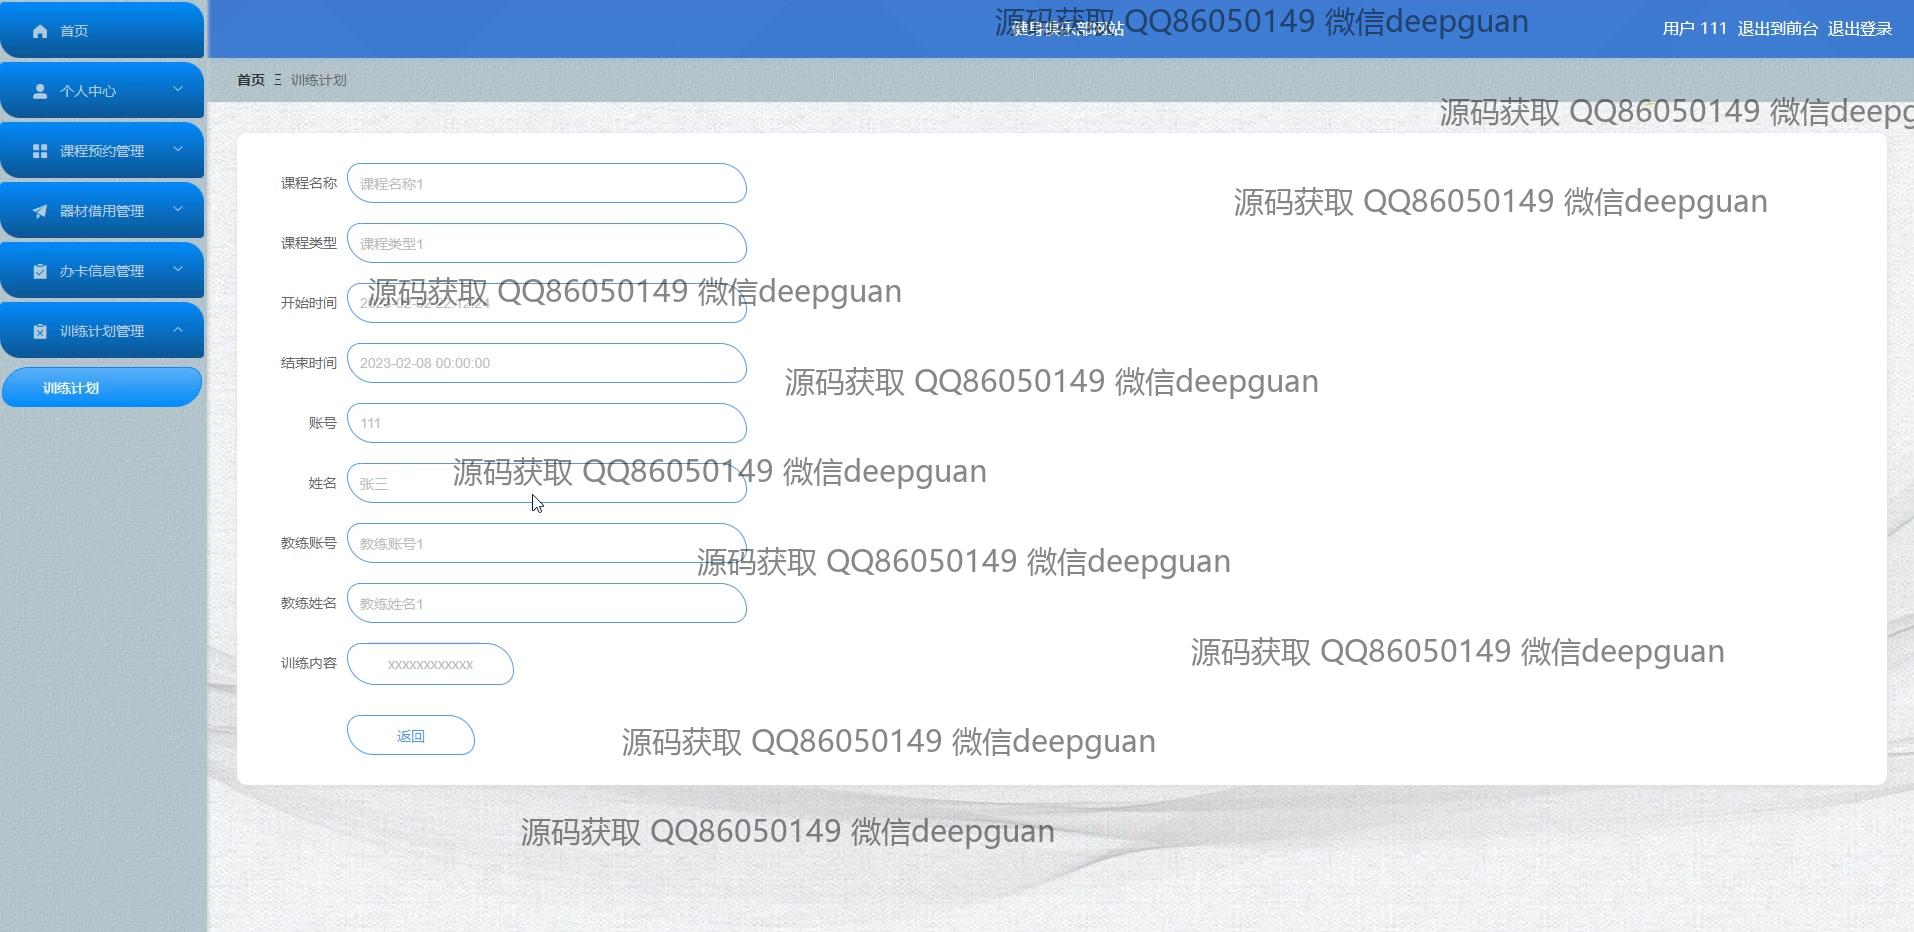 首页
个人中心
课程预约管理
器材借用管理
办卡信息管理
训练计划管理
训练计划
健身俱乐部网站
源码获取 QQ86050149 微信deepguan
用户 111 退出到前台 退出登录
首页 Ξ 训练计划
源码获取 QQ86050149 微信deepg
课程名称 课程名称1
源码获取 QQ86050149 微信deepguan
课程类型 课程类型1
源码获取 QQ86050149 微信deepguan
开始时间 2023-02-02 22:12:24
结束时间 2023-02-08 00:00:00
源码获取 QQ86050149 微信deepguan
账号 111
源码获取 QQ86050149 微信deepguan
姓名 张三
教练账号 教练账号1
源码获取 QQ86050149 微信deepguan
教练姓名 教练姓名1
源码获取 QQ86050149 微信deepguan
训练内容 xxxxxxxxxxxx
返回
源码获取 QQ86050149 微信deepguan
源码获取 QQ86050149 微信deepguan